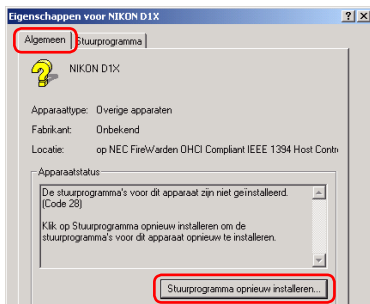 Eigenschappen voor NIKON D1X
Algemeen Stuurprogramma
NIKON D1X
Apparaattype: Overige apparaten
Fabrikant: Onbekend
Locatie: op NEC FireWarden OHCI Compliant IEEE 1394 Host Contr
Apparaatstatus
De stuurprogramma's voor dit apparaat zijn niet geïnstalleerd.
(Code 28)
Klik op Stuurprogramma opnieuw installeren om de
stuurprogramma's voor dit apparaat opnieuw te installeren.
Stuurprogramma opnieuw installeren...